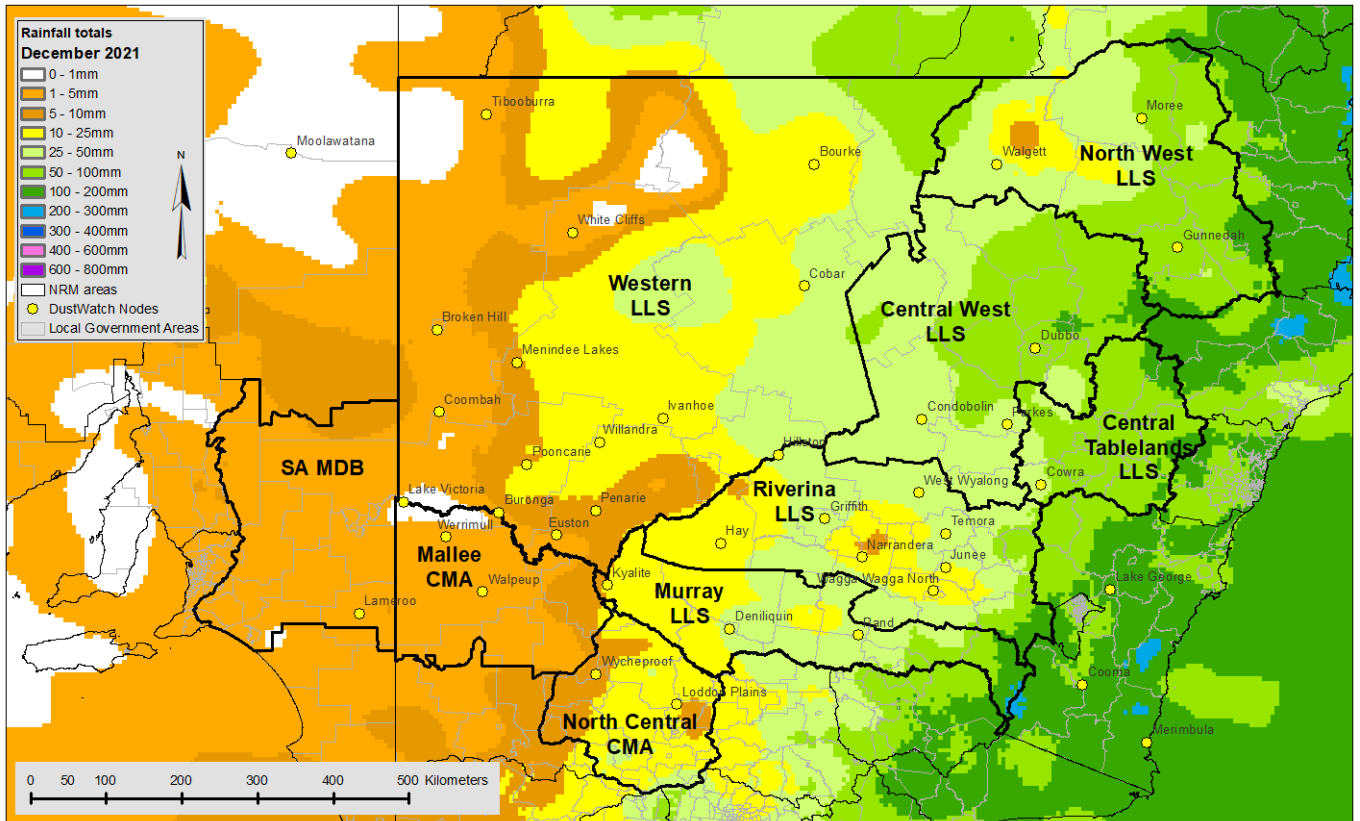 Rainfall totals
December 2021
0 - 1mm
1 - 5mm
5 - 10mm
10 - 25mm
25 - 50mm
50 - 100mm
100 - 200mm
200 - 300mm
300 - 400mm
400 - 600mm
600 - 800mm
NRM areas
DustWatch Nodes
Local Government Areas
N
Tibooburra
Moolawatana
Moree
Bourke
Walgett
North West
LLS
White Cliffs
Gunnedah
Western
LLS
Cobar
Central West
LLS
Broken Hill
Dubbo
Menindee Lakes
Coombah
Ivanhoe
Condobolin
Parkes
Central
Tablelands
LLS
Willandra
Hillston
Pooncarie
SA MDB
Cowra
Lake Victoria
Buronga
Penarie
Riverina
LLS
West Wyalong
Griffith
Werrimull
Euston
Hay
Temora
Narrandera
Junee
Mallee
CMA
Walpeup
Kyalite
Wagga Wagga North
Lake George
Murray
LLS
Lameroo
Deniliquin
Rand
Wycheproof
Cooma
Loddon Plains
North Central
CMA
Merimbula
0 50 100 200 300 400 500 Kilometers